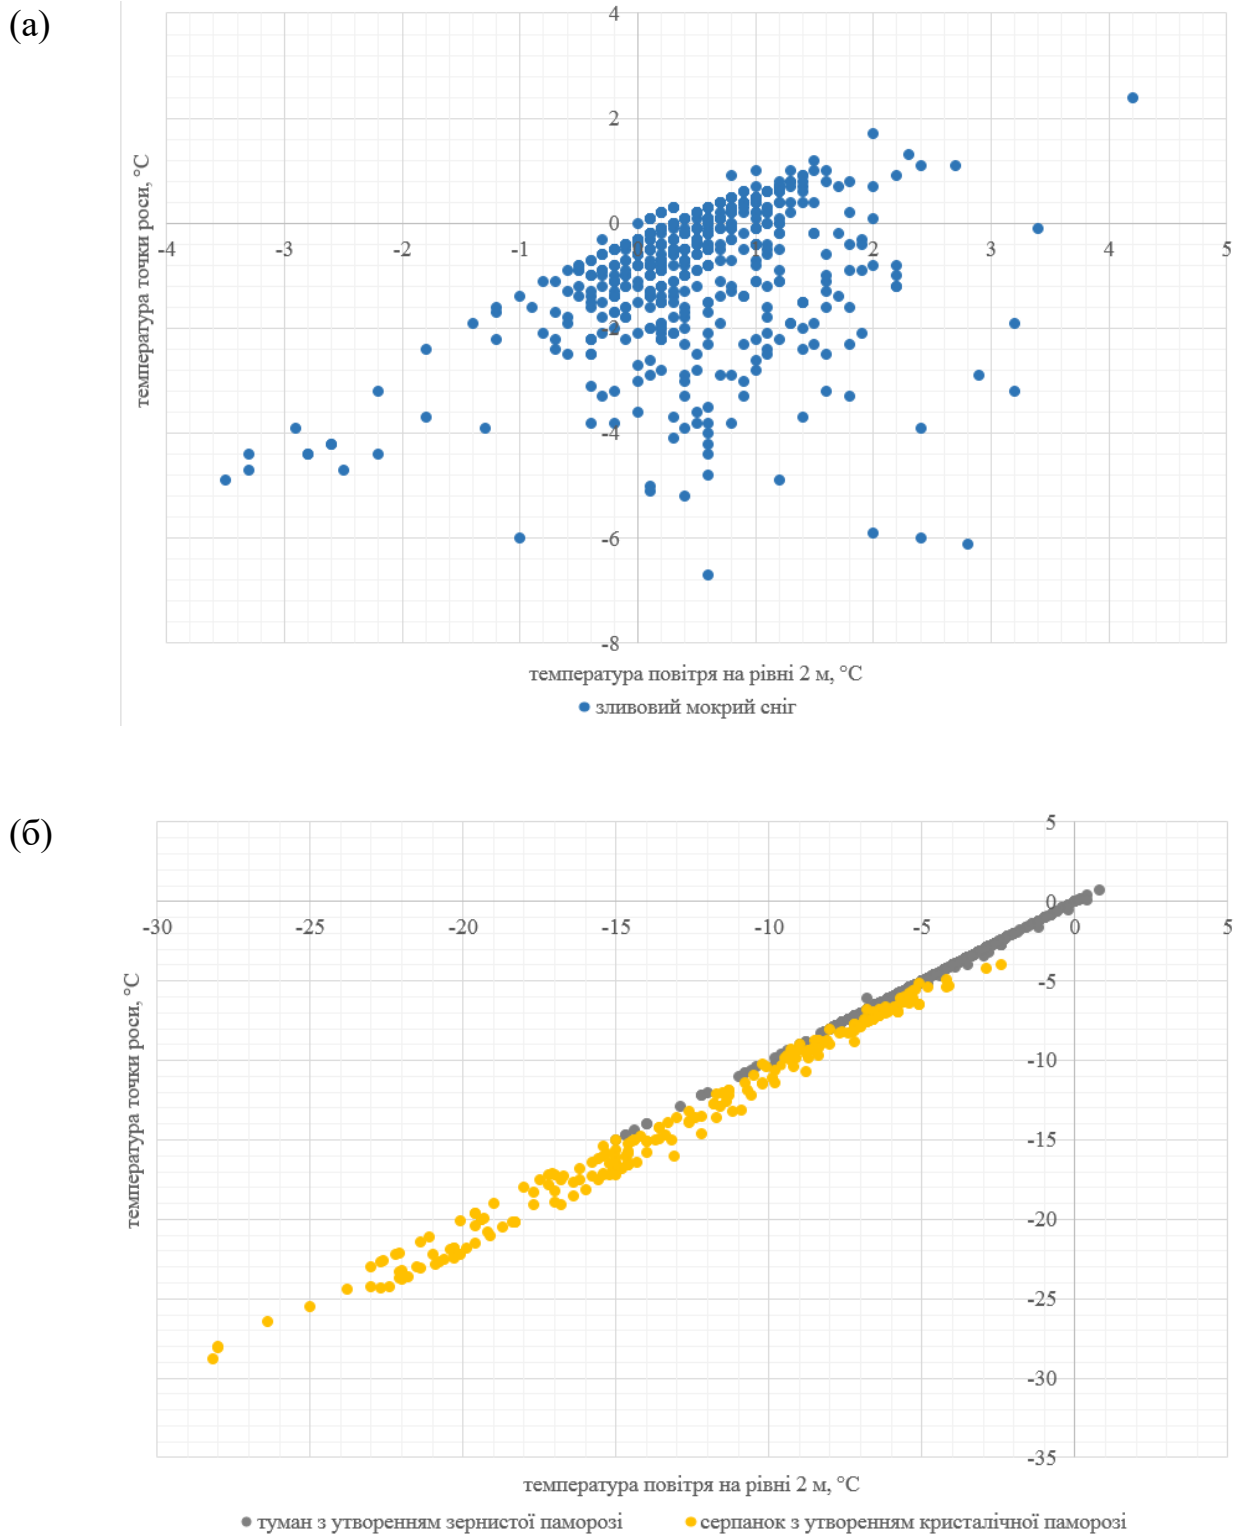 (а)
4
2
0
-4 -3 -2 -1 0 1 2 3 4 5
-2
-4
-6
-8
температура точки роси, °С
температура повітря на рівні 2 м, °С
зливовий мокрий сніг
(б)
5
0
-30 -25 -20 -15 -10 -5 0 5
-5
-10
-15
-20
-25
-30
-35
температура точки роси, °С
температура повітря на рівні 2 м, °С
туман з утворенням зернистої паморозі серпанок з утворенням кристалічної паморозі